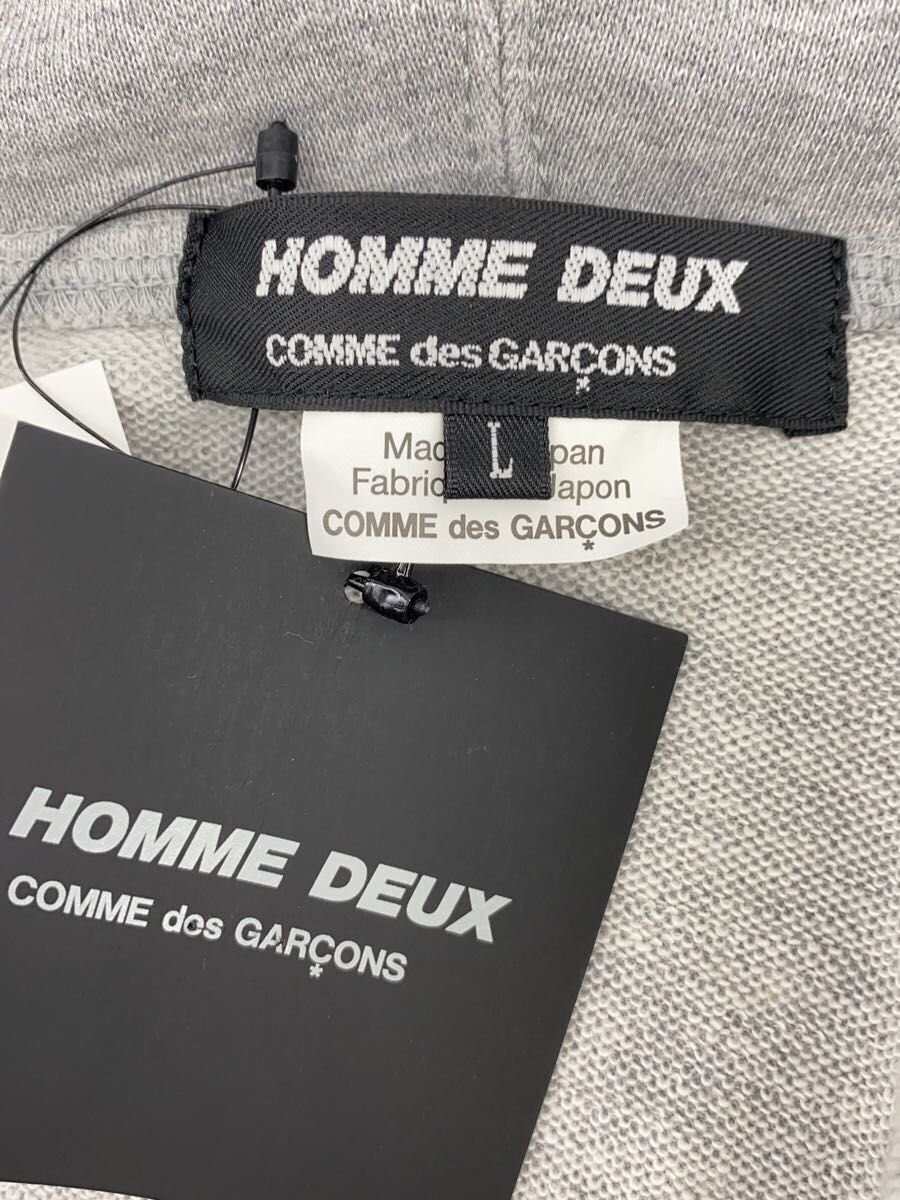 HOMME DEUX
COMME des GARÇONS
L
Mac pan
Fabriq Japon
COMME des GARÇONS
*
HOMME DEUX
COMME des GARÇONS
*